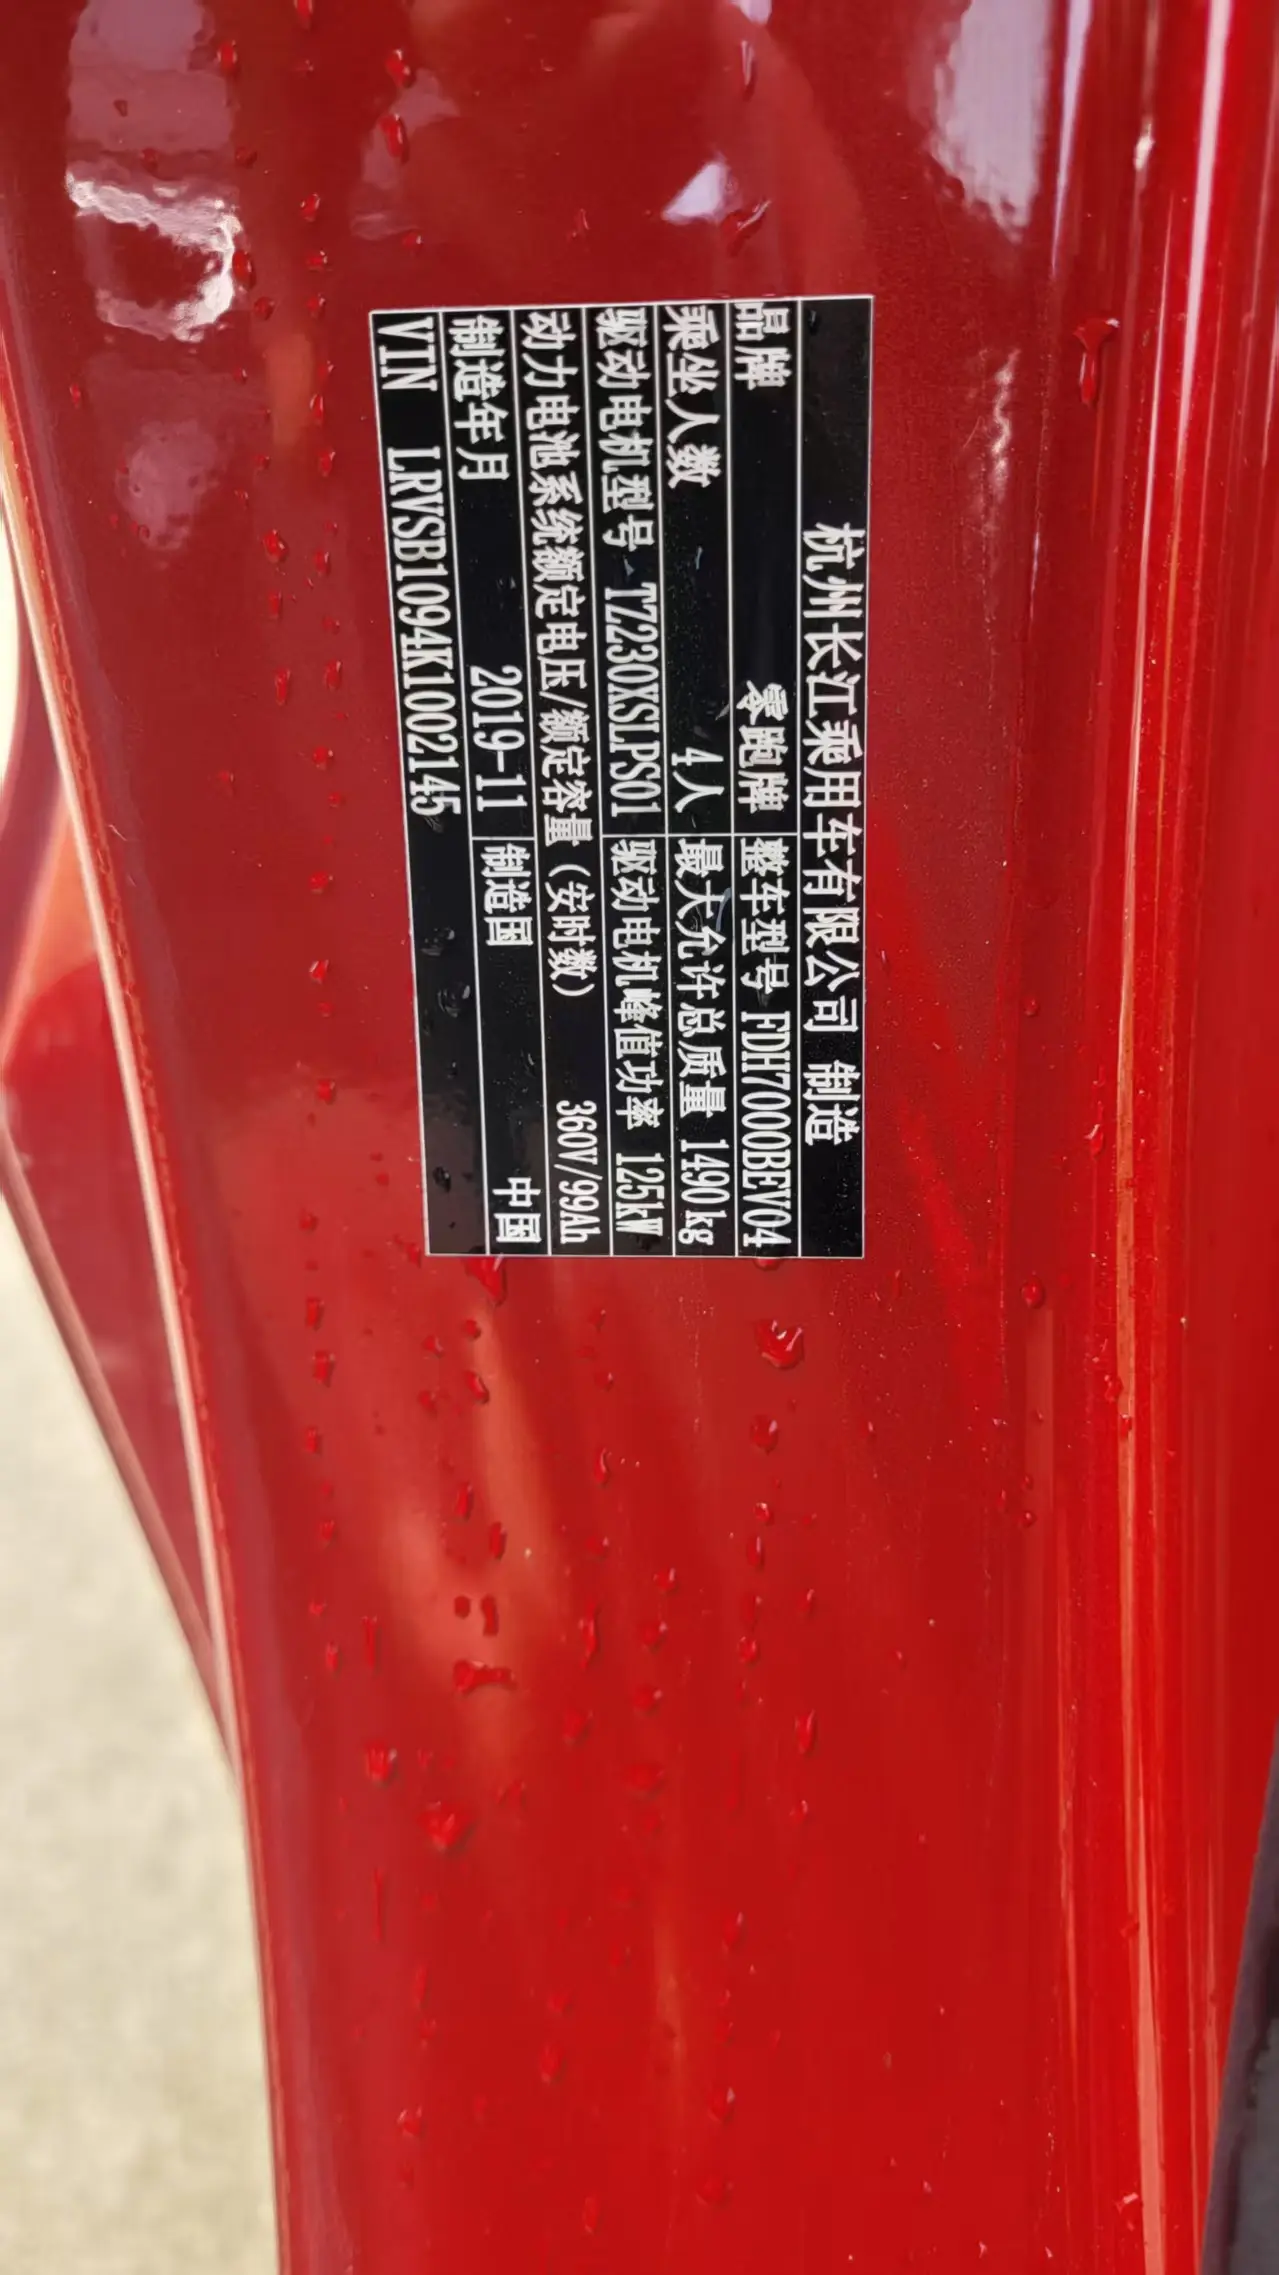 杭州长江乘用车有限公司 制造
品牌 零跑牌 整车型号 FDH7000BEV04
乘坐人数 4人 最大允许总质量 1490kg
驱动电机型号 TZ230XSLPS01 驱动电机峰值功率 125kW
动力电池系统额定电压/额定容量(安时数) 360V/99Ah
制造年月 2019-11 制造国 中国
VIN LRVSB1094K1002145